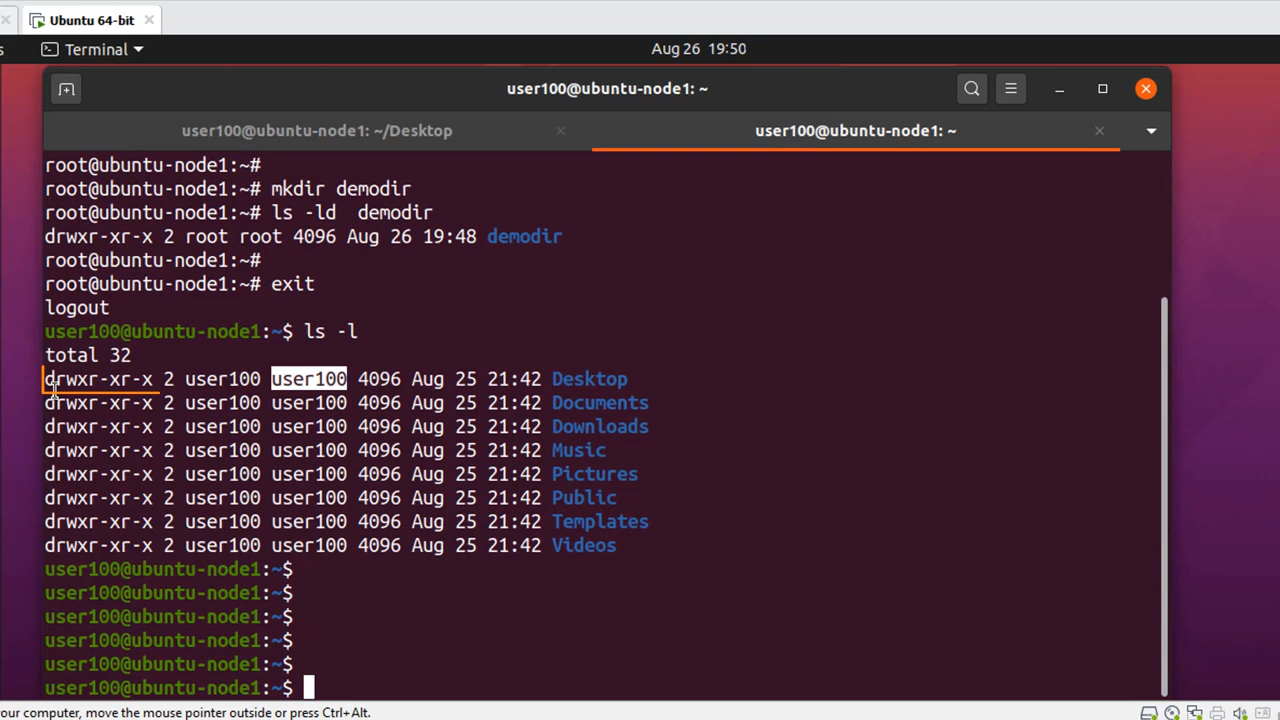 Ubuntu 64-bit
s Terminal Aug 26 19:50
user100@ubuntu-node1: ~
user100@ubuntu-node1: ~/Desktop user100@ubuntu-node1: ~
root@ubuntu-node1:~#
root@ubuntu-node1:~# mkdir demodir
root@ubuntu-node1:~# ls -ld  demodir
drwxr-xr-x 2 root root 4096 Aug 26 19:48 demodir
root@ubuntu-node1:~#
root@ubuntu-node1:~# exit
logout
user100@ubuntu-node1:~$ ls -l
total 32
drwxr-xr-x 2 user100 user100 4096 Aug 25 21:42 Desktop
drwxr-xr-x 2 user100 user100 4096 Aug 25 21:42 Documents
drwxr-xr-x 2 user100 user100 4096 Aug 25 21:42 Downloads
drwxr-xr-x 2 user100 user100 4096 Aug 25 21:42 Music
drwxr-xr-x 2 user100 user100 4096 Aug 25 21:42 Pictures
drwxr-xr-x 2 user100 user100 4096 Aug 25 21:42 Public
drwxr-xr-x 2 user100 user100 4096 Aug 25 21:42 Templates
drwxr-xr-x 2 user100 user100 4096 Aug 25 21:42 Videos
user100@ubuntu-node1:~$
user100@ubuntu-node1:~$
user100@ubuntu-node1:~$
user100@ubuntu-node1:~$
user100@ubuntu-node1:~$
user100@ubuntu-node1:~$
your computer, move the mouse pointer outside or press Ctrl+Alt.